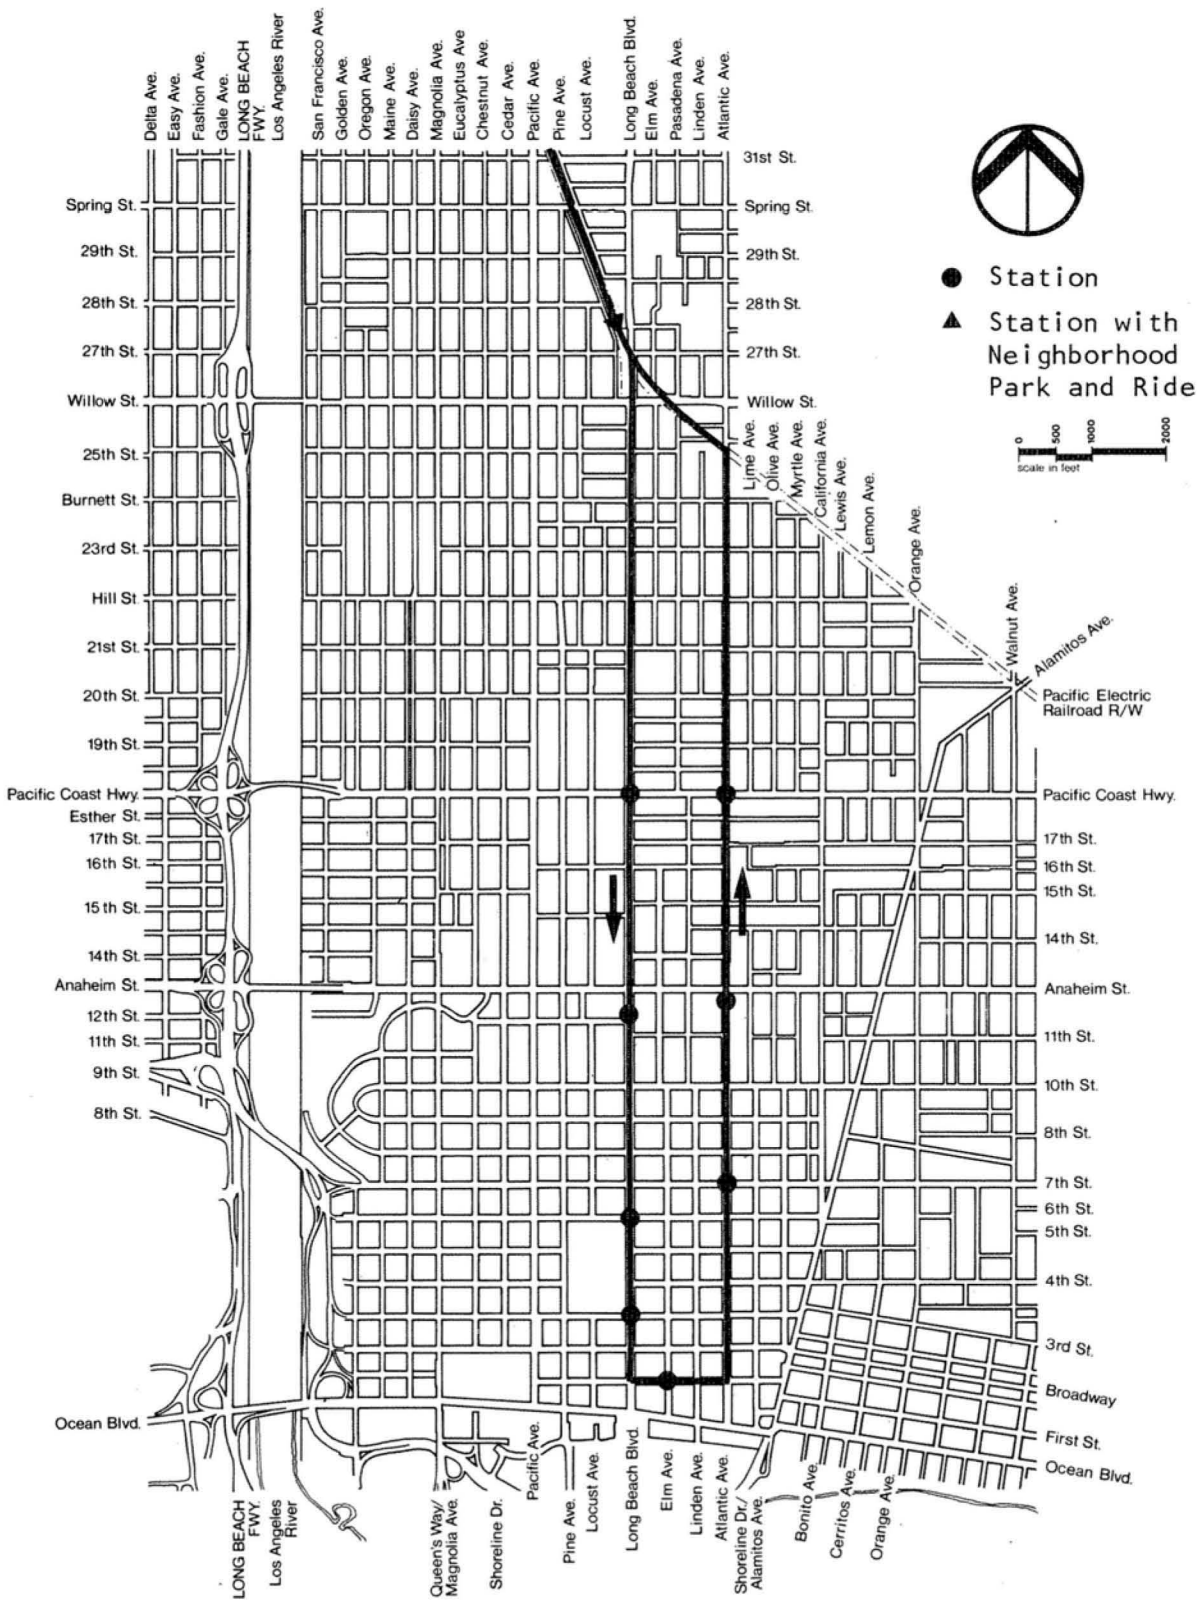 Delta Ave.
Easy Ave.
Fashion Ave.
Gale Ave.
LONG BEACH
FWY.
Los Angeles River
San Francisco Ave.
Golden Ave.
Oregon Ave.
Maine Ave.
Daisy Ave.
Magnolia Ave.
Eucalyptus Ave
Chestnut Ave.
Cedar Ave.
Pacific Ave.
Pine Ave.
Locust Ave.
Long Beach Blvd.
Elm Ave.
Pasadena Ave.
Linden Ave.
Atlantic Ave.
31st St.
Spring St.
29th St.
28th St.
27th St.
Willow St.
Station
Station with
Neighborhood
Park and Ride
0
500
1000
2000
scale in feet
Spring St.
29th St.
28th St.
27th St.
Willow St.
25th St.
Burnett St.
23rd St.
Hill St.
21st St.
20th St.
19th St.
Pacific Coast Hwy.
Esther St.
17th St.
16th St.
15th St.
14th St.
Anaheim St.
12th St.
11th St.
9th St.
8th St.
Ocean Blvd.
Lime Ave.
Olive Ave.
Myrtle Ave.
California Ave.
Lewis Ave.
Lemon Ave.
Orange Ave.
Walnut Ave.
Alamitos Ave.
Pacific Electric
Railroad R/W
Pacific Coast Hwy.
17th St.
16th St.
15th St.
14th St.
Anaheim St.
11th St.
10th St.
8th St.
7th St.
6th St.
5th St.
4th St.
3rd St.
Broadway
First St.
Ocean Blvd.
LONG BEACH
FWY.
Los Angeles
River
Queen's Way/
Magnolia Ave.
Shoreline Dr.
Pacific Ave.
Pine Ave.
Locust Ave.
Long Beach Blvd.
Elm Ave.
Linden Ave.
Atlantic Ave.
Shoreline Dr./
Alamitos Ave.
Bonito Ave.
Cerritos Ave.
Orange Ave.